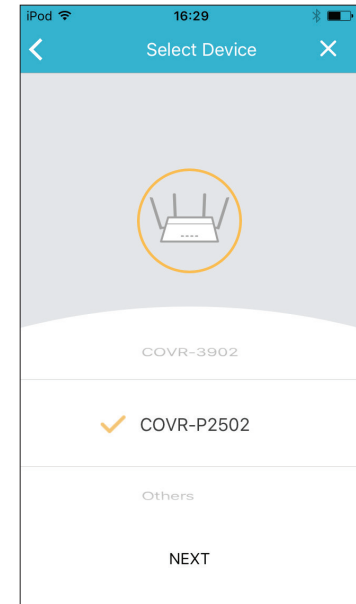 iPod 16:29
Select Device
COVR-3902
COVR-P2502
Others
NEXT